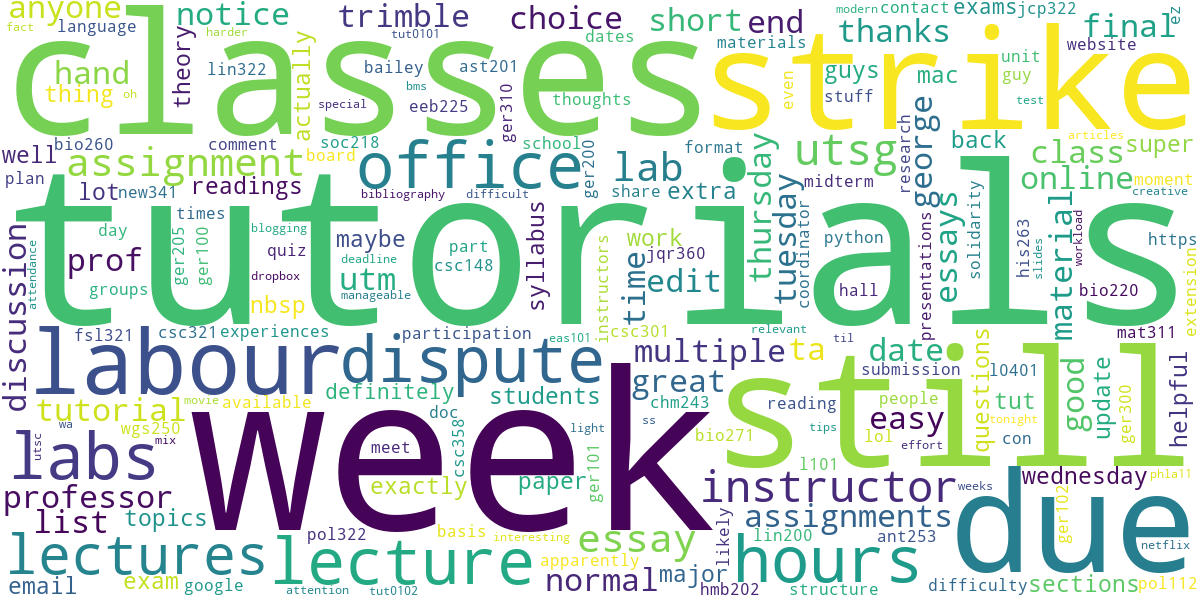 anyone
notice
trimble
choice
short
end
modern
contact
exams
jcp322
ez
fact
language
harder
tut0101
dates
materials
thanks
final
classes
strike
oh
hand
theory
lin322
actually
bailey
ast201
guys
mac
website
unit
guy
thing
special
bms
eeb225
ger310
thoughts
even
stuff
test
bio260
comment
soc218
school
format
george
research
back
articles
class
super
well
assignment
board
office
ger200
lab
thursday
utsg
online
plan
lot
new341
readings
bibliography
difficult
share
extra
tuesday
midterm
moment
creative
tutorials
times
day
blogging
quiz
maybe
part
csc148
syllabus
work
jqr360
coordinator
python
essays
solidarity
his263
material
workload
https
discussion
attendance
prof
ger205
ger100
deadline
utm
instructors
time
edit
presentations
hall
slides
bio220
extension
groups
nbsp
dropbox
manageable
fsl321
csc321
experiences
participation
eas101
csc301
relevant
til
mat311
labour
dispute
multiple
ta
date
still
l0401
good
update
helpful
great
submission
tutorial
movie
available
definitely
students
chm243
reading
people
tut
questions
ger300
wgs250
wa
week
doc
light
ss
tips
easy
tonight
labs
utsc
mix
meet
csc358
bio271
lol
effort
con
professor
exactly
paper
ger101
l101
instructor
weeks
due
wednesday
phla11
list
topics
pol322
basis
interesting
likely
assignments
lin200
ant253
ger102
netflix
lectures
lecture
essay
hours
apparently
email
exam
google
attention
tut0102
normal
major
hmb202
structure
difficulty
sections
pol112